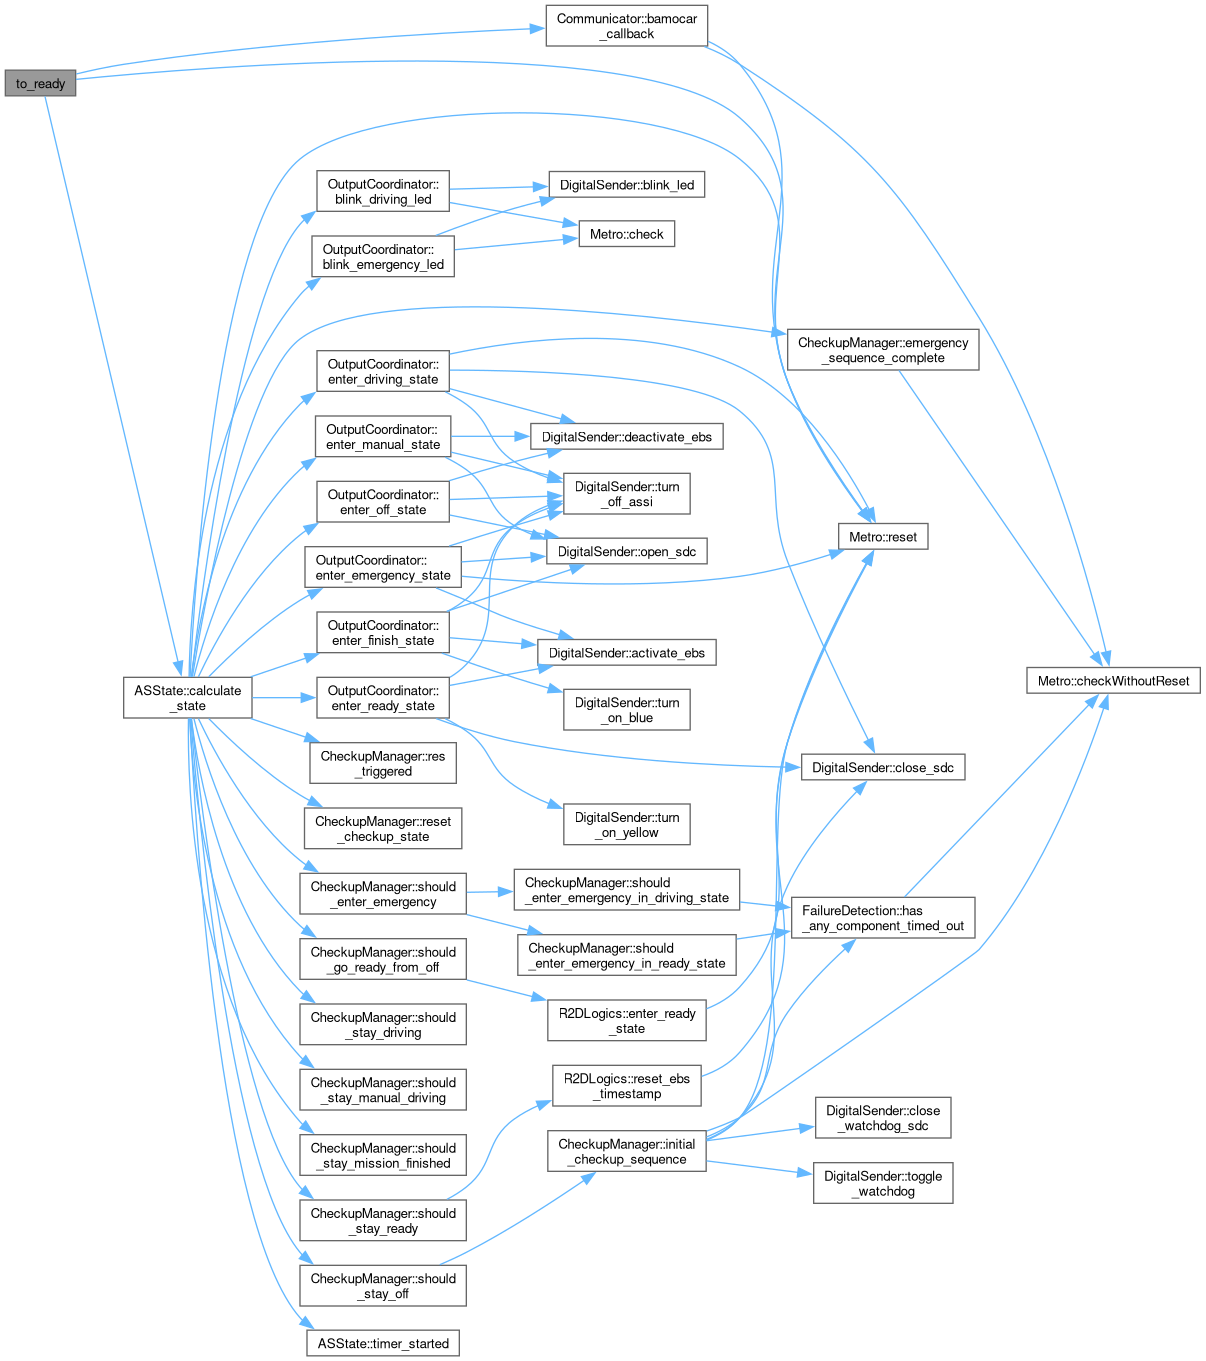 Communicator::bamocar
_callback
to_ready
OutputCoordinator::
blink_driving_led
DigitalSender::blink_led
Metro::check
OutputCoordinator::
blink_emergency_led
CheckupManager::emergency
_sequence_complete
OutputCoordinator::
enter_driving_state
OutputCoordinator::
enter_manual_state
DigitalSender::deactivate_ebs
OutputCoordinator::
enter_off_state
DigitalSender::turn
_off_assi
Metro::reset
OutputCoordinator::
enter_emergency_state
DigitalSender::open_sdc
OutputCoordinator::
enter_finish_state
DigitalSender::activate_ebs
Metro::checkWithoutReset
ASState::calculate
_state
OutputCoordinator::
enter_ready_state
DigitalSender::turn
_on_blue
CheckupManager::res
_triggered
DigitalSender::close_sdc
CheckupManager::reset
_checkup_state
DigitalSender::turn
_on_yellow
CheckupManager::should
_enter_emergency
CheckupManager::should
_enter_emergency_in_driving_state
FailureDetection::has
_any_component_timed_out
CheckupManager::should
_go_ready_from_off
CheckupManager::should
_enter_emergency_in_ready_state
CheckupManager::should
_stay_driving
R2DLogics::enter_ready
_state
CheckupManager::should
_stay_manual_driving
R2DLogics::reset_ebs
_timestamp
CheckupManager::should
_stay_mission_finished
CheckupManager::initial
_checkup_sequence
DigitalSender::close
_watchdog_sdc
DigitalSender::toggle
_watchdog
CheckupManager::should
_stay_ready
CheckupManager::should
_stay_off
ASState::timer_started